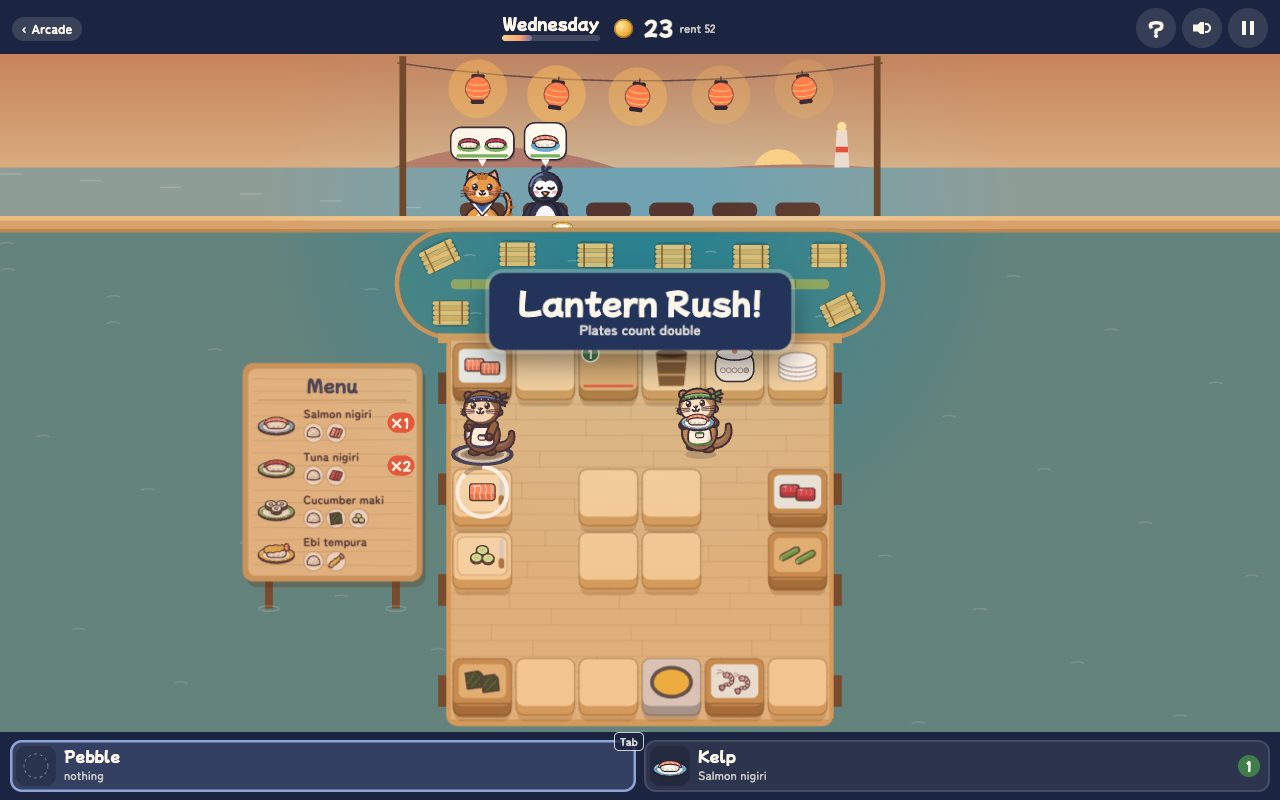 ‹ Arcade
Wednesday
23 rent 52
?
Lantern Rush!
Plates count double
1
Menu
Salmon nigiri
×1
Tuna nigiri
×2
Cucumber maki
Ebi tempura
Tab
Pebble
nothing
Kelp
Salmon nigiri
1